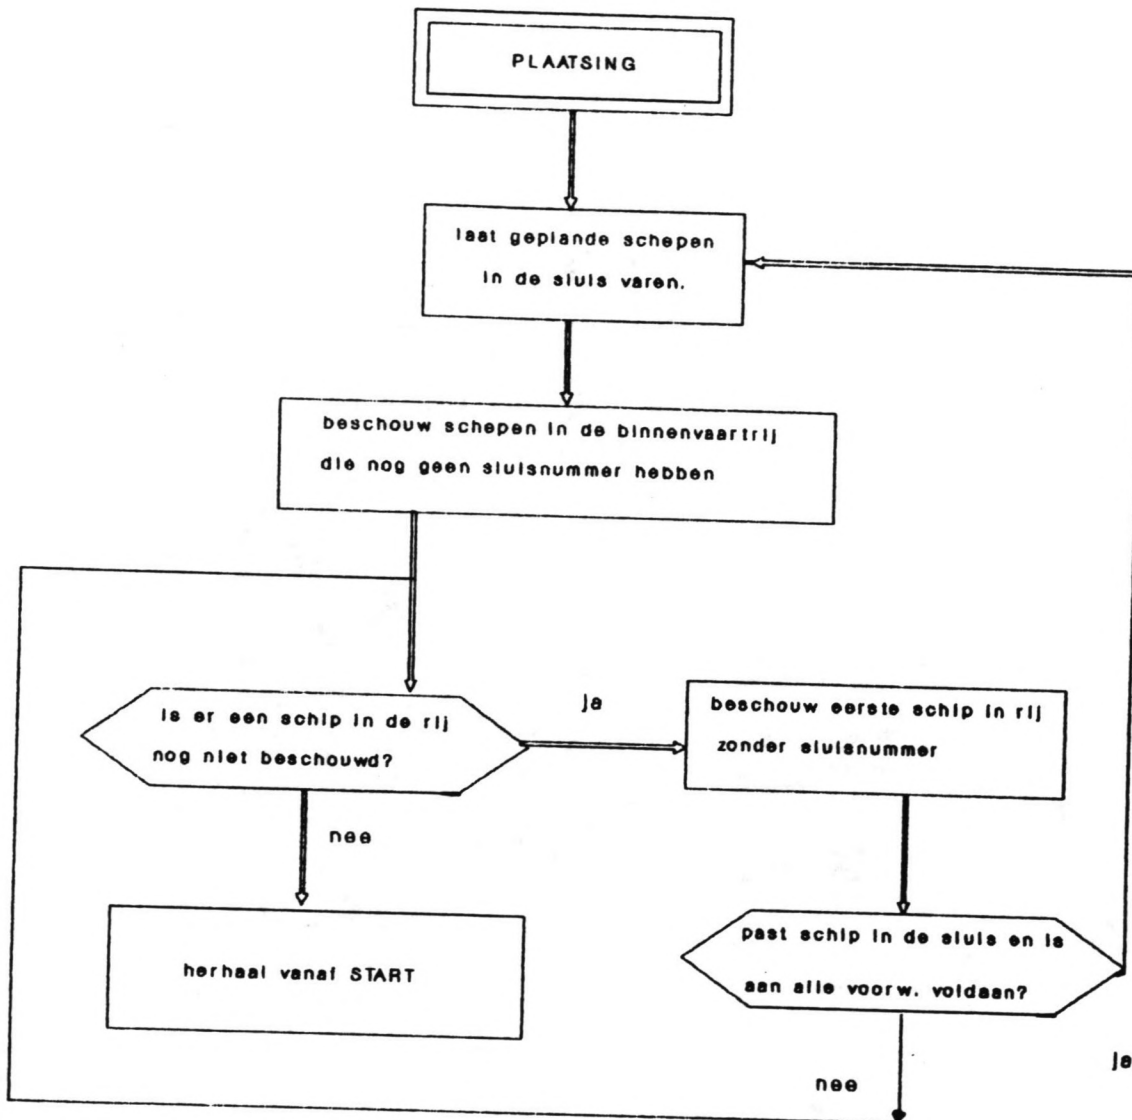 PLAATSING
laat geplande schepen
in de sluis varen.
beschouw schepen in de binnenvaartrij
die nog geen sluisnummer hebben
is er een schip in de rij
nog niet beschouwd?
ja
beschouw eerste schip in rij
zonder sluisnummer
nee
herhaal vanaf START
past schip in de sluis en is
aan alle voorw. voldaan?
ja
nee